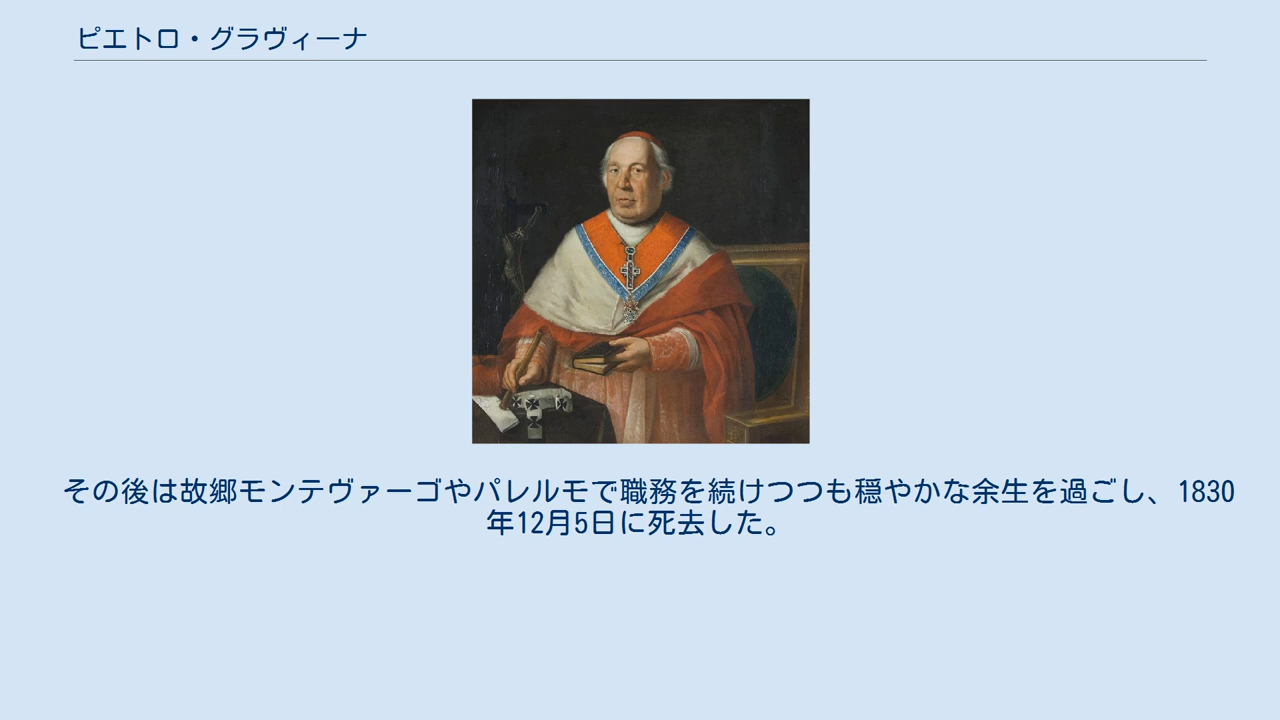 ピエトロ・グラヴィーナ
その後は故郷モンテヴァーゴやパレルモで職務を続けつつも穏やかな余生を過ごし、1830
年12月5日に死去した。